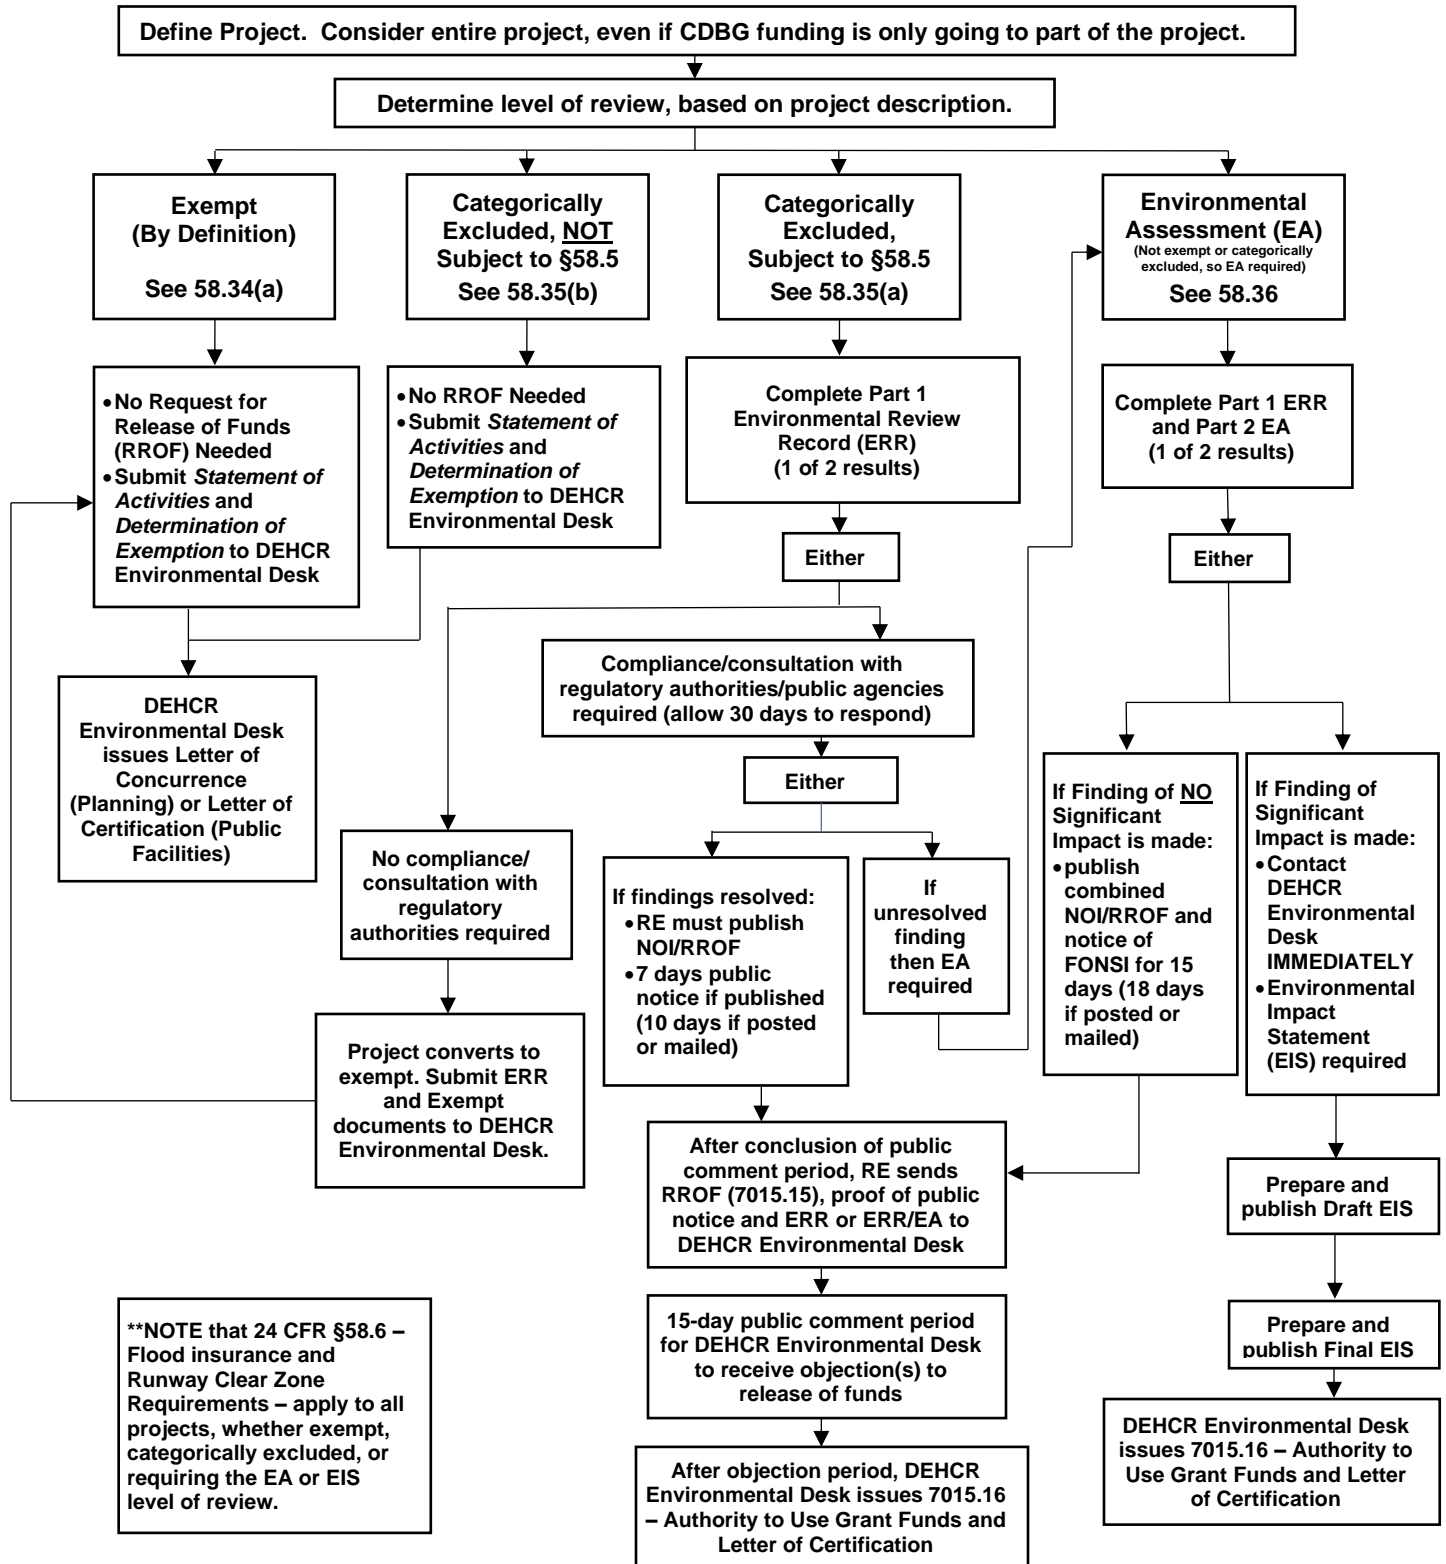 Define Project.  Consider entire project, even if CDBG funding is only going to part of the project.
Determine level of review, based on project description.
Exempt
(By Definition)
See 58.34(a)
Categorically
Excluded, NOT
Subject to §58.5
See 58.35(b)
Categorically
Excluded,
Subject to §58.5
See 58.35(a)
Environmental
Assessment (EA)
(Not exempt or categorically
excluded, so EA required)
See 58.36
•No Request for
Release of Funds
(RROF) Needed
•Submit Statement of
Activities and
Determination of
Exemption to DEHCR
Environmental Desk
•No RROF Needed
•Submit Statement of
Activities and
Determination of
Exemption to DEHCR
Environmental Desk
Complete Part 1
Environmental Review
Record (ERR)
(1 of 2 results)
Complete Part 1 ERR
and Part 2 EA
(1 of 2 results)
Either
Either
Compliance/consultation with
regulatory authorities/public agencies
required (allow 30 days to respond)
DEHCR
Environmental Desk
issues Letter of
Concurrence
(Planning) or Letter of
Certification (Public
Facilities)
Either
If Finding of NO
Significant
Impact is made:
•publish
combined
NOI/RROF and
notice of
FONSI for 15
days (18 days
if posted or
mailed)
If Finding of
Significant
Impact is made:
•Contact
DEHCR
Environmental
Desk
IMMEDIATELY
•Environmental
Impact
Statement
(EIS) required
No compliance/
consultation with
regulatory
authorities required
If findings resolved:
•RE must publish
NOI/RROF
•7 days public
notice if published
(10 days if posted
or mailed)
If
unresolved
finding
then EA
required
Project converts to
exempt. Submit ERR
and Exempt
documents to DEHCR
Environmental Desk.
After conclusion of public
comment period, RE sends
RROF (7015.15), proof of public
notice and ERR or ERR/EA to
DEHCR Environmental Desk
Prepare and
publish Draft EIS
**NOTE that 24 CFR §58.6 –
Flood insurance and
Runway Clear Zone
Requirements – apply to all
projects, whether exempt,
categorically excluded, or
requiring the EA or EIS
level of review.
15-day public comment period
for DEHCR Environmental Desk
to receive objection(s) to
release of funds
Prepare and
publish Final EIS
After objection period, DEHCR
Environmental Desk issues 7015.16
– Authority to Use Grant Funds and
Letter of Certification
DEHCR Environmental Desk
issues 7015.16 – Authority to
Use Grant Funds and Letter
of Certification